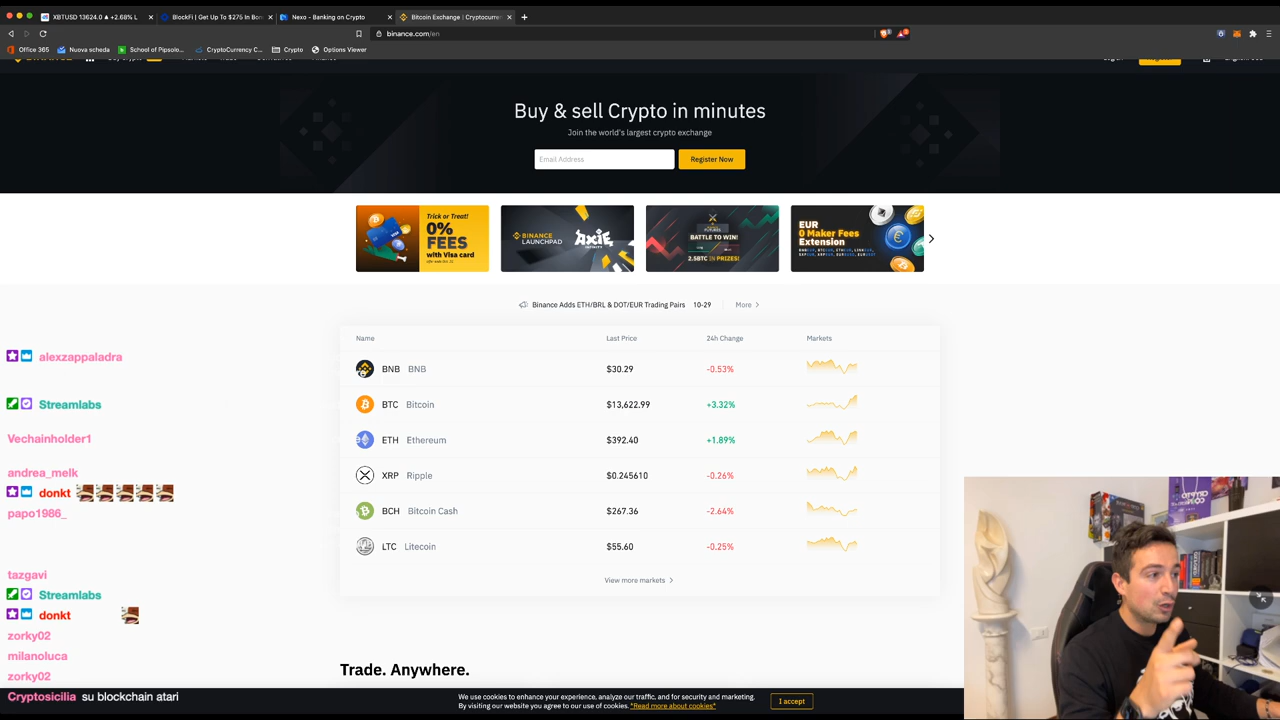 XBTUSD 13624.0 ▲ +2.68% L
BlockFi | Get Up To $275 In
Nexo - Banking on Crypto
Bitcoin Exchange | Cryptocurren
binance.com/en
Office 365
Nuova scheda
School of Pipsolo...
CryptoCurrency C...
Crypto
Options Viewer
Buy & sell Crypto in minutes
Join the world's largest crypto exchange
Email Address
Register Now
Trick or Treat!
0%
FEES
with Visa card
BINANCE
LAUNCHPAD
AXIE
FUTURES
BATTLE TO WIN!
2.5BTC IN PRIZES!
EUR
0 Maker Fees
Extension
Binance Adds ETH/BRL & DOT/EUR Trading Pairs 10-29 More
Name Last Price 24h Change Markets
BNB BNB $30.29 -0.53%
BTC Bitcoin $13,622.99 +3.32%
ETH Ethereum $392.40 +1.89%
XRP Ripple $0.245610 -0.26%
BCH Bitcoin Cash $267.36 -2.64%
LTC Litecoin $55.60 -0.25%
View more markets
Trade. Anywhere.
We use cookies to enhance your experience, analyze our traffic, and for security and marketing.
By visiting our website you agree to our use of cookies. *Read more about cookies*
I accept
alexzappaladra
Streamlabs
Vechainholder1
andrea_melk
donkt
papo1986_
tazgavi
Streamlabs
donkt
zorky02
milanoluca
zorky02
Cryptosicilia su blockchain atari